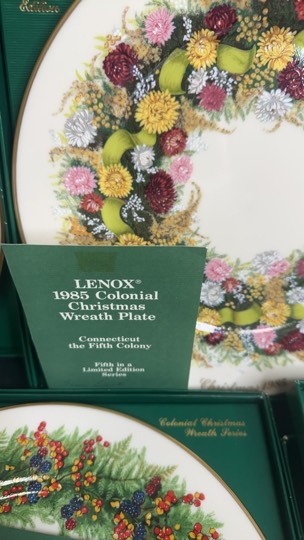 LENOX®
1985 Colonial
Christmas
Wreath Plate
Connecticut
the Fifth Colony
Fifth in a
Limited Edition
Series
Colonial Christmas
Wreath Series